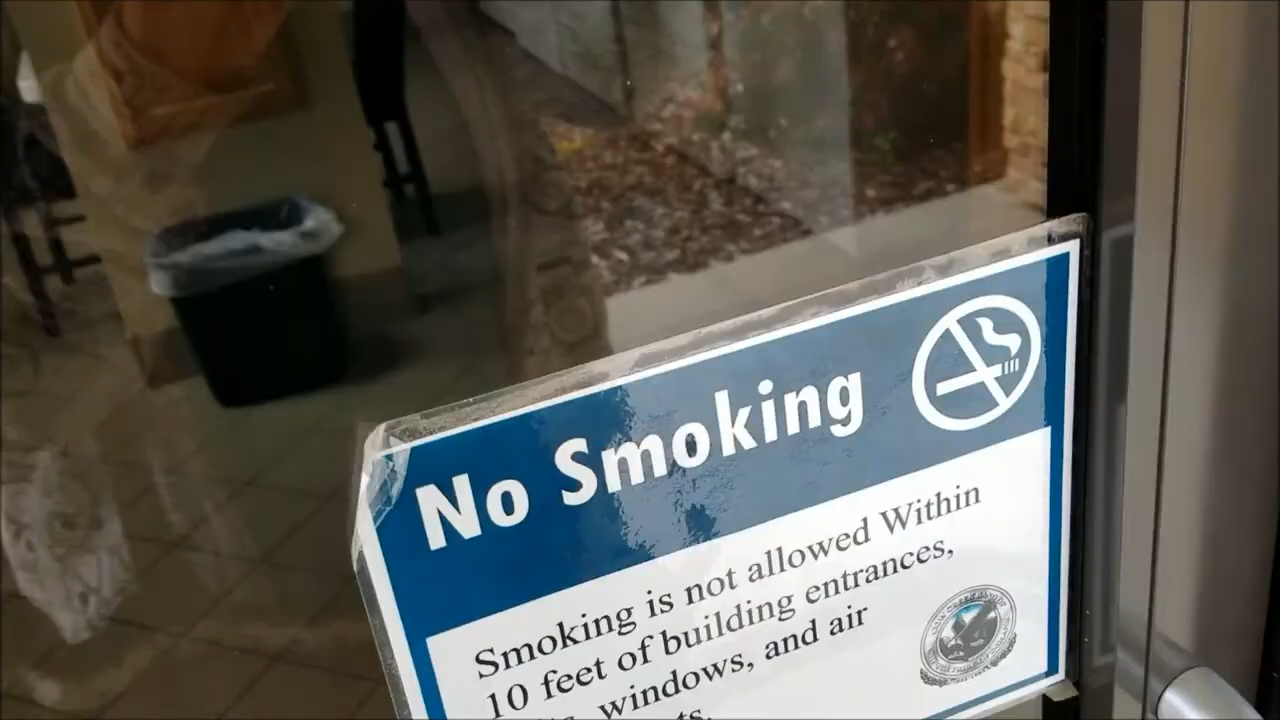 No Smoking
Smoking is not allowed Within
10 feet of building entrances,
windows, and air